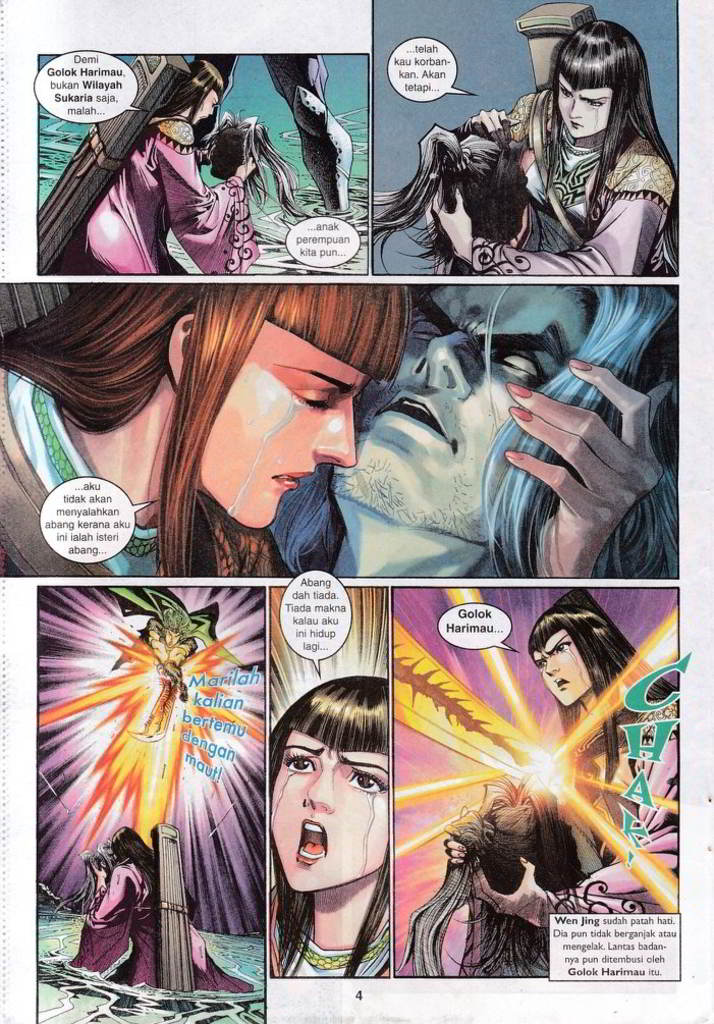 Demi
Golok Harimau,
bukan Wilayah
Sukaria saja,
malah...
...anak
perempuan
kita pun...
...telah
kau korban-
kan. Akan
tetapi...
...aku
tidak akan
menyalahkan
abang kerana aku
ini ialah isteri
abang...
Marilah
kalian
bertemu
dengan
maut!
Abang
dah tiada.
Tiada makna
kalau aku
ini hidup
lagi...
Golok
Harimau...
CHAK!
Wen Jing sudah patah hati.
Dia pun tidak berganjak atau
mengelak. Lantas badan-
nya pun ditembusi oleh
Golok Harimau itu.
4